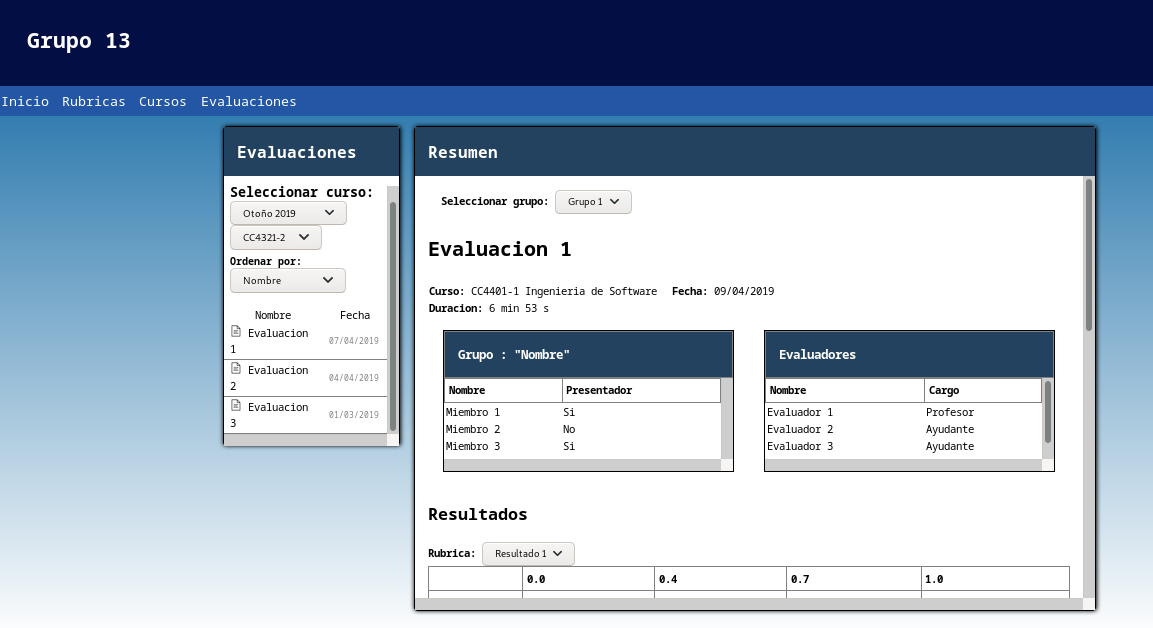 Grupo 13
Inicio Rubricas Cursos Evaluaciones
Evaluaciones
Seleccionar curso:
Otoño 2019
CC4321-2
Ordenar por:
Nombre
Nombre Fecha
Evaluacion 1 07/04/2019
Evaluacion 2 04/04/2019
Evaluacion 3 01/03/2019
Resumen
Seleccionar grupo: Grupo 1
Evaluacion 1
Curso: CC4401-1 Ingenieria de Software Fecha: 09/04/2019
Duracion: 6 min 53 s
Grupo : "Nombre"
Nombre Presentador
Miembro 1 Si
Miembro 2 No
Miembro 3 Si
Evaluadores
Nombre Cargo
Evaluador 1 Profesor
Evaluador 2 Ayudante
Evaluador 3 Ayudante
Resultados
Rubrica: Resultado 1
0.0 0.4 0.7 1.0